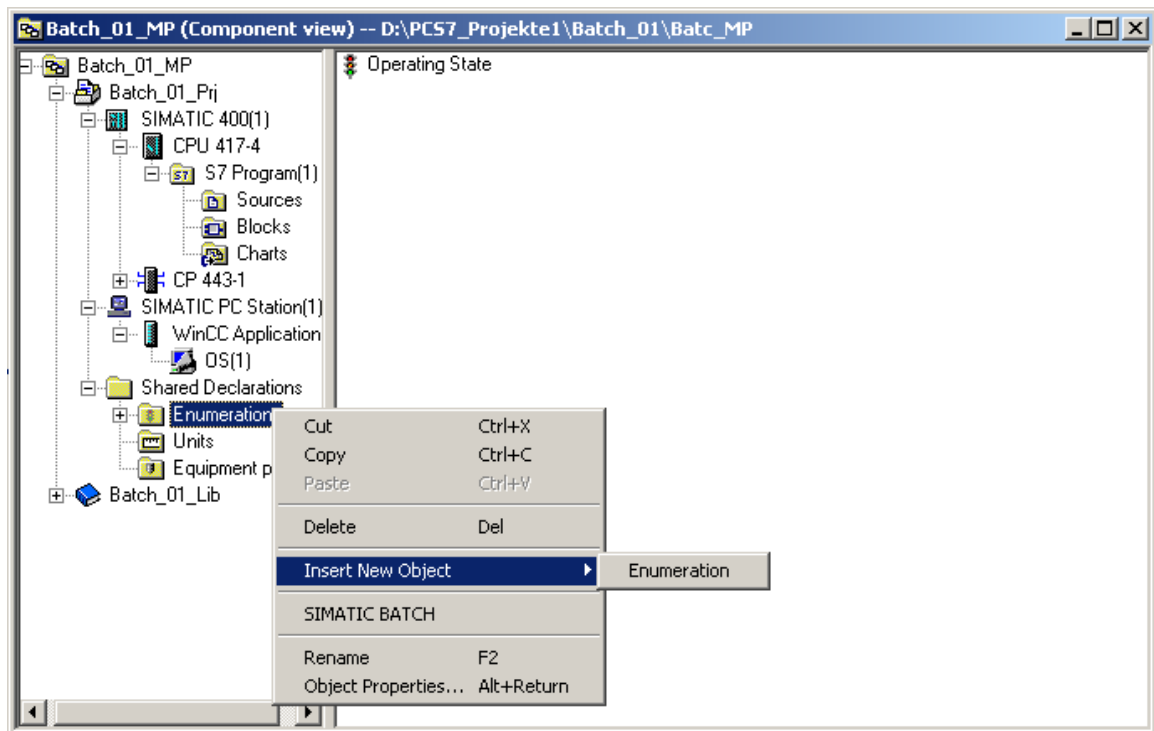 Batch_01_MP (Component view) -- D:\PCS7_Projekte1\Batch_01\Batc_MP
Batch_01_MP
Batch_01_Prj
SIMATIC 400(1)
CPU 417-4
S7 Program(1)
Sources
Blocks
Charts
CP 443-1
SIMATIC PC Station(1)
WinCC Application
OS(1)
Shared Declarations
Enumeration
Units
Equipment p
Batch_01_Lib
Operating State
Cut Ctrl+X
Copy Ctrl+C
Paste Ctrl+V
Delete Del
Insert New Object
Enumeration
SIMATIC BATCH
Rename F2
Object Properties... Alt+Return